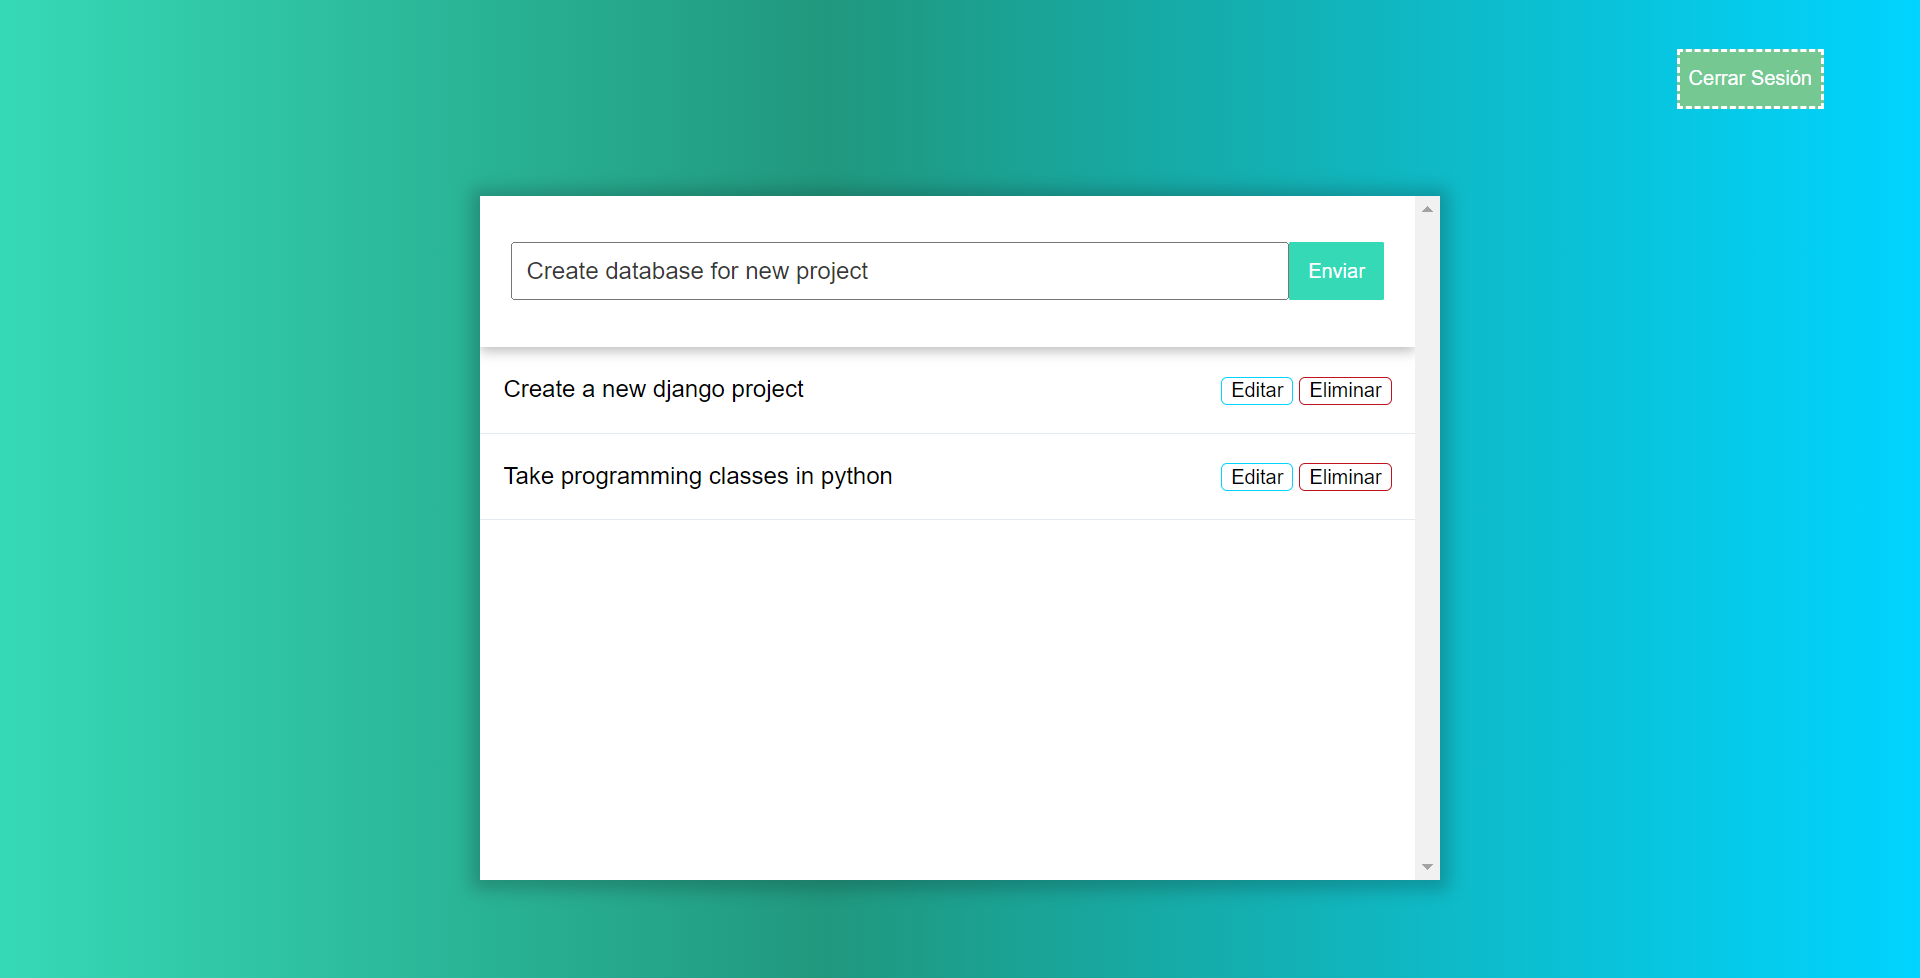 Cerrar Sesión
Create database for new project Enviar
Create a new django project Editar Eliminar
Take programming classes in python Editar Eliminar